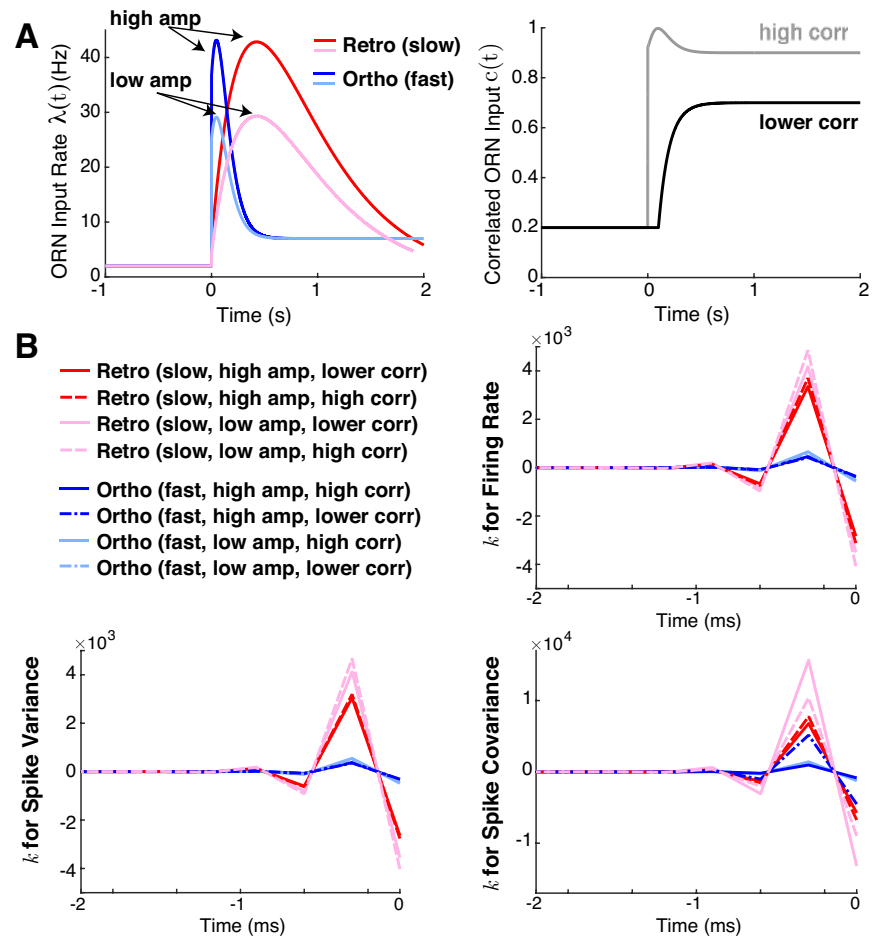 A
high amp
low amp
Retro (slow)
Ortho (fast)
ORN Input Rate λ(t)(Hz)
40
30
20
10
0
-1
0
1
2
Time (s)
high corr
lower corr
Correlated ORN Input c(t)
1
0.8
0.6
0.4
0.2
0
-1
0
1
2
Time (s)
B
Retro (slow, high amp, lower corr)
Retro (slow, high amp, high corr)
Retro (slow, low amp, lower corr)
Retro (slow, low amp, high corr)
Ortho (fast, high amp, high corr)
Ortho (fast, high amp, lower corr)
Ortho (fast, low amp, high corr)
Ortho (fast, low amp, lower corr)
×10³
k for Firing Rate
4
2
0
-2
-4
-2
-1
0
Time (ms)
×10³
k for Spike Variance
4
2
0
-2
-4
-2
-1
0
Time (ms)
×10⁴
k for Spike Covariance
1
0
-1
-2
-1
0
Time (ms)